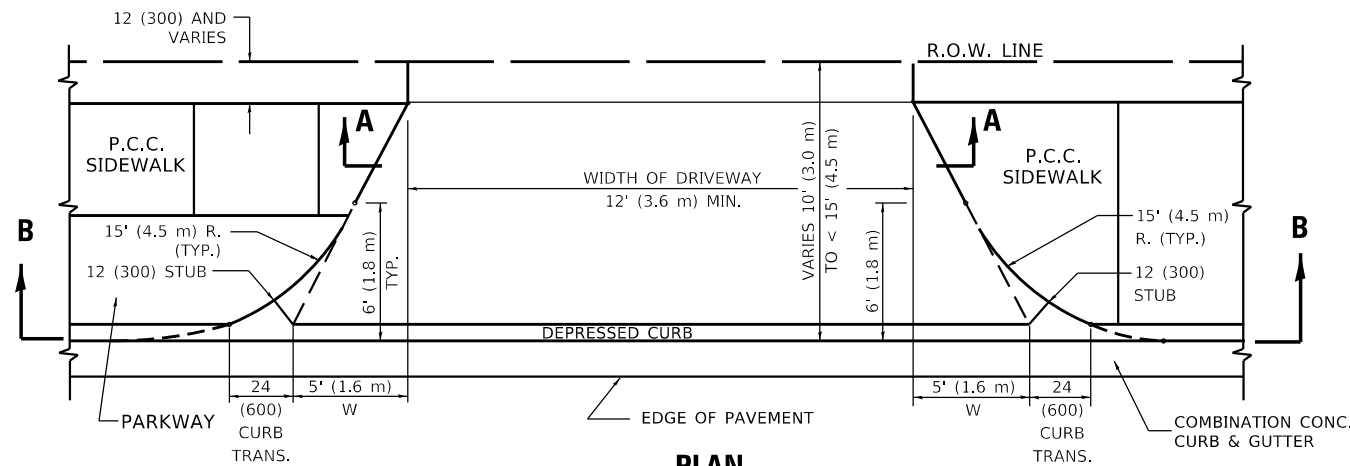 12 (300) AND
VARIES
R.O.W. LINE
A
A
P.C.C.
SIDEWALK
P.C.C.
SIDEWALK
WIDTH OF DRIVEWAY
12' (3.6 m) MIN.
VARIES 10' (3.0 m)
TO < 15' (4.5 m)
B
B
15' (4.5 m) R.
(TYP.)
15' (4.5 m)
R. (TYP.)
12 (300) STUB
12 (300)
STUB
6' (1.8 m)
TYP.
6' (1.8 m)
DEPRESSED CURB
24
(600)
CURB
TRANS.
5' (1.6 m)
W
5' (1.6 m)
W
24
(600)
CURB
TRANS.
PARKWAY
EDGE OF PAVEMENT
COMBINATION CONC.
CURB & GUTTER
PLAN